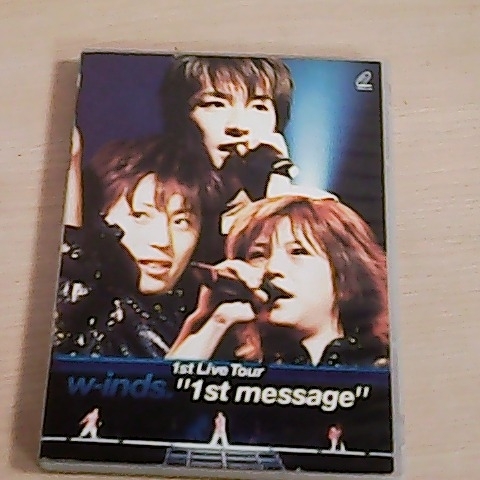 1st Live Tour
w-inds. "1st message"